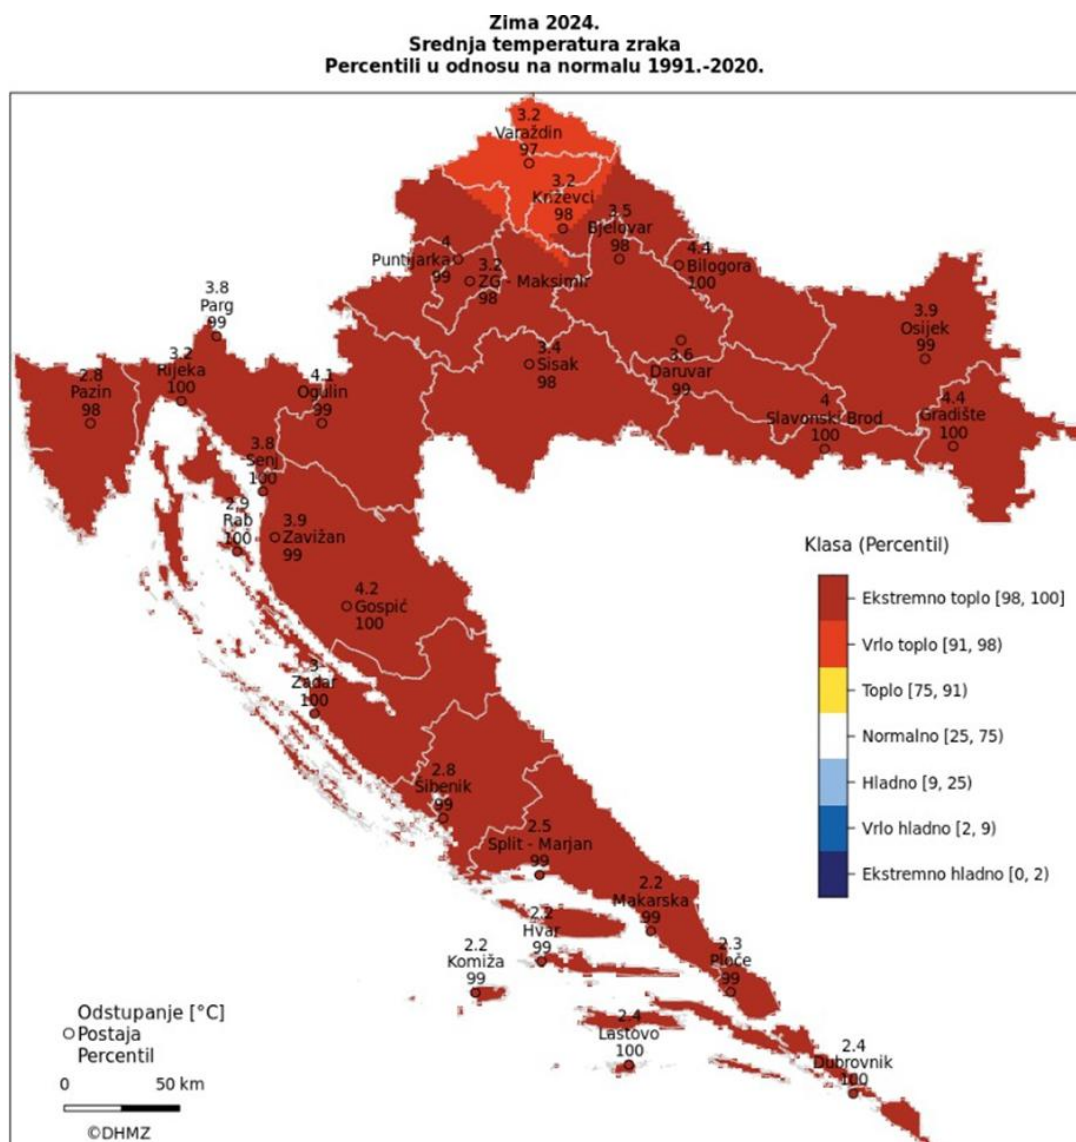 Zima 2024.
Srednja temperatura zraka
Percentili u odnosu na normalu 1991.-2020.
3.2
Varaždin
97
3.2
Križevci
98
3.5
Bjelovar
98
4
Puntijarka
99
3.2
ZG - Maksimir
98
4.4
Bilogora
100
3.8
Parg
99
3.9
Osijek
99
3.2
Rijeka
100
2.8
Pazin
98
4.1
Ogulin
99
3.4
Sisak
98
3.6
Daruvar
99
4
Slavonski Brod
100
4.4
Gradište
100
3.8
Senj
100
2.9
Rab
100
3.9
Zavižan
99
4.2
Gospić
100
3
Zadar
100
2.8
Šibenik
99
2.5
Split - Marjan
99
2.2
Makarska
99
2.2
Hvar
99
2.2
Komiža
99
2.3
Ploče
99
2.4
Lastovo
100
2.4
Dubrovnik
100
Klasa (Percentil)
Ekstremno toplo [98, 100]
Vrlo toplo [91, 98)
Toplo [75, 91)
Normalno [25, 75)
Hladno [9, 25)
Vrlo hladno [2, 9)
Ekstremno hladno [0, 2)
Odstupanje [°C]
Postaja
Percentil
0 50 km
©DHMZ